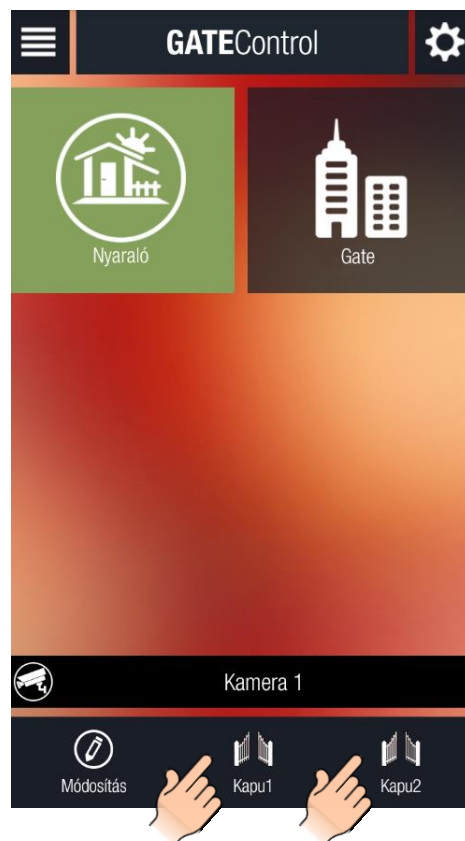 GATEControl
Nyaraló
Gate
Kamera 1
Módosítás
Kapu1
Kapu2